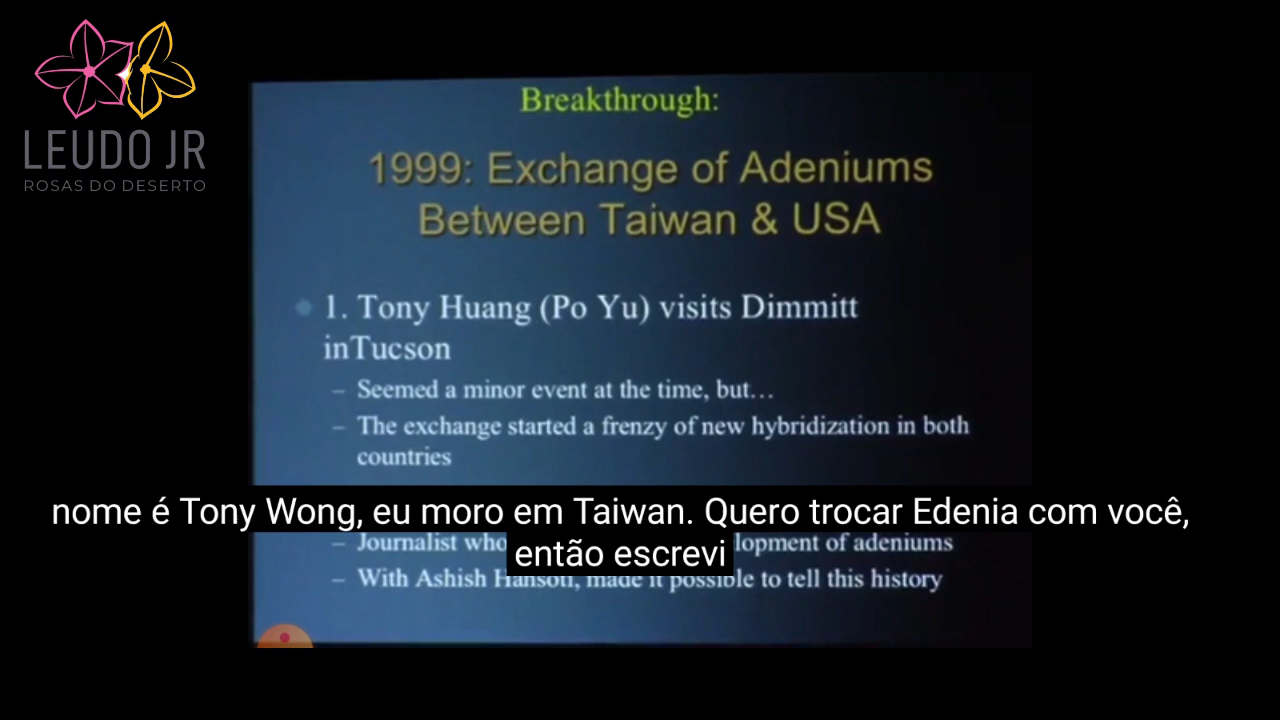 LEUDO JR
ROSAS DO DESERTO
Breakthrough:
1999: Exchange of Adeniums
Between Taiwan & USA
1. Tony Huang (Po Yu) visits Dimmitt
inTucson
– Seemed a minor event at the time, but…
– The exchange started a frenzy of new hybridization in both
countries
nome é Tony Wong, eu moro em Taiwan. Quero trocar Edenia com você,
então escrevi
– Journalist who lopment of adeniums
– With Ashish Hansoti, made it possible to tell this history